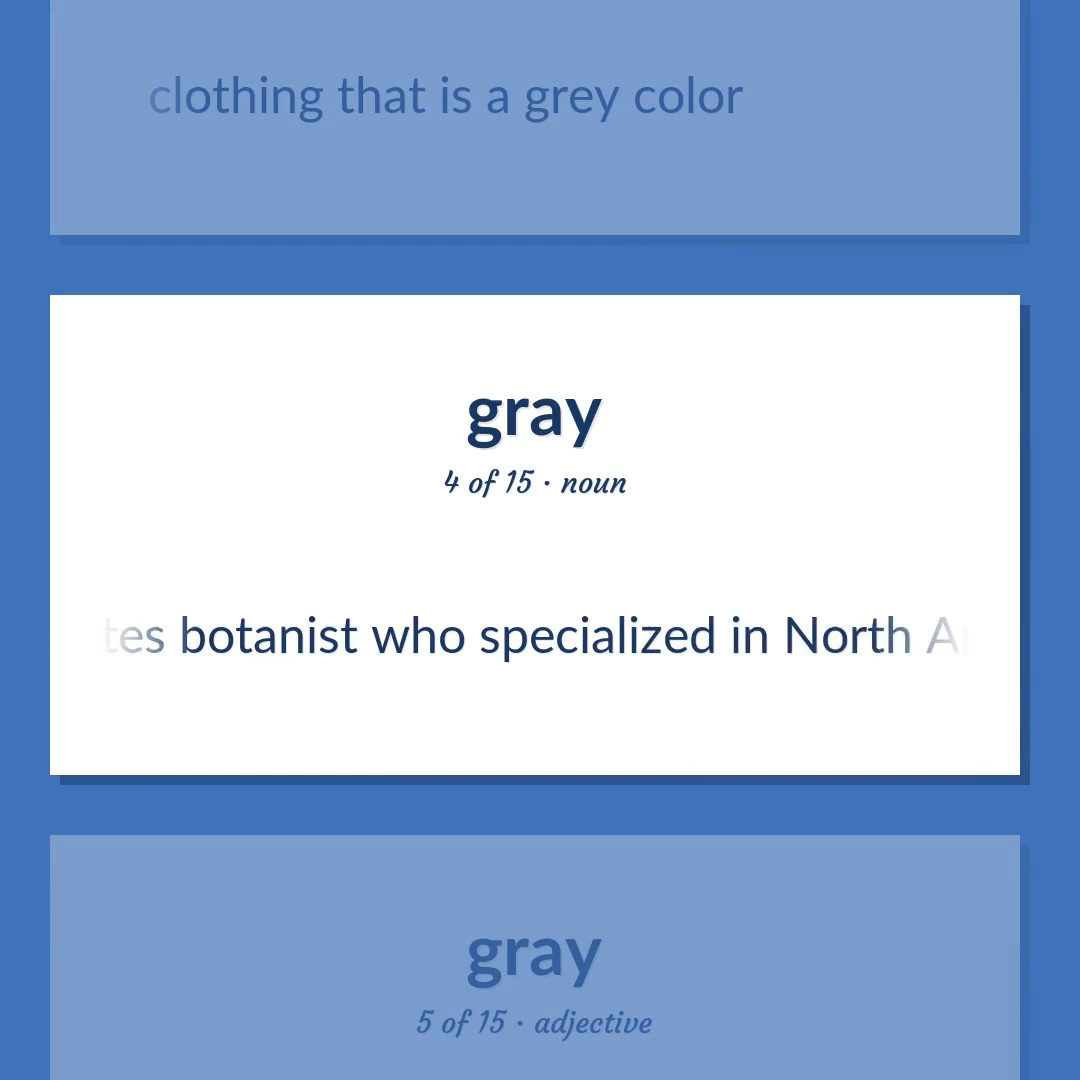 clothing that is a grey color
gray
4 of 15 · noun
tes botanist who specialized in North A
gray
5 of 15 · adjective